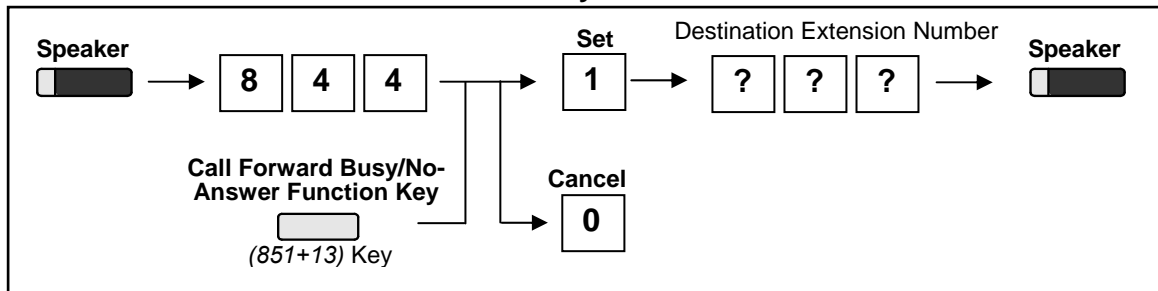 Speaker
8 4 4
Set
1
Destination Extension Number
? ? ?
Speaker
Call Forward Busy/No-
Answer Function Key
(851+13) Key
Cancel
0